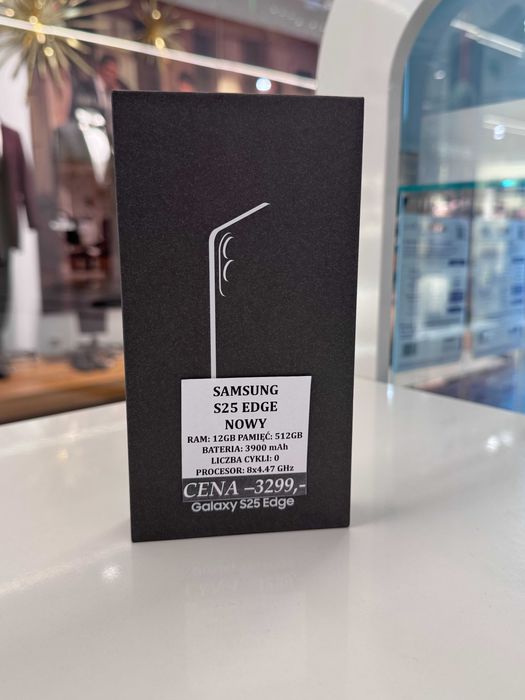 SAMSUNG
S25 EDGE
NOWY
RAM: 12GB PAMIĘĆ: 512GB
BATERIA: 3900 mAh
LICZBA CYKLI: 0
PROCESOR: 8x4.47 GHz
CENA –3299,-
Galaxy S25 Edge